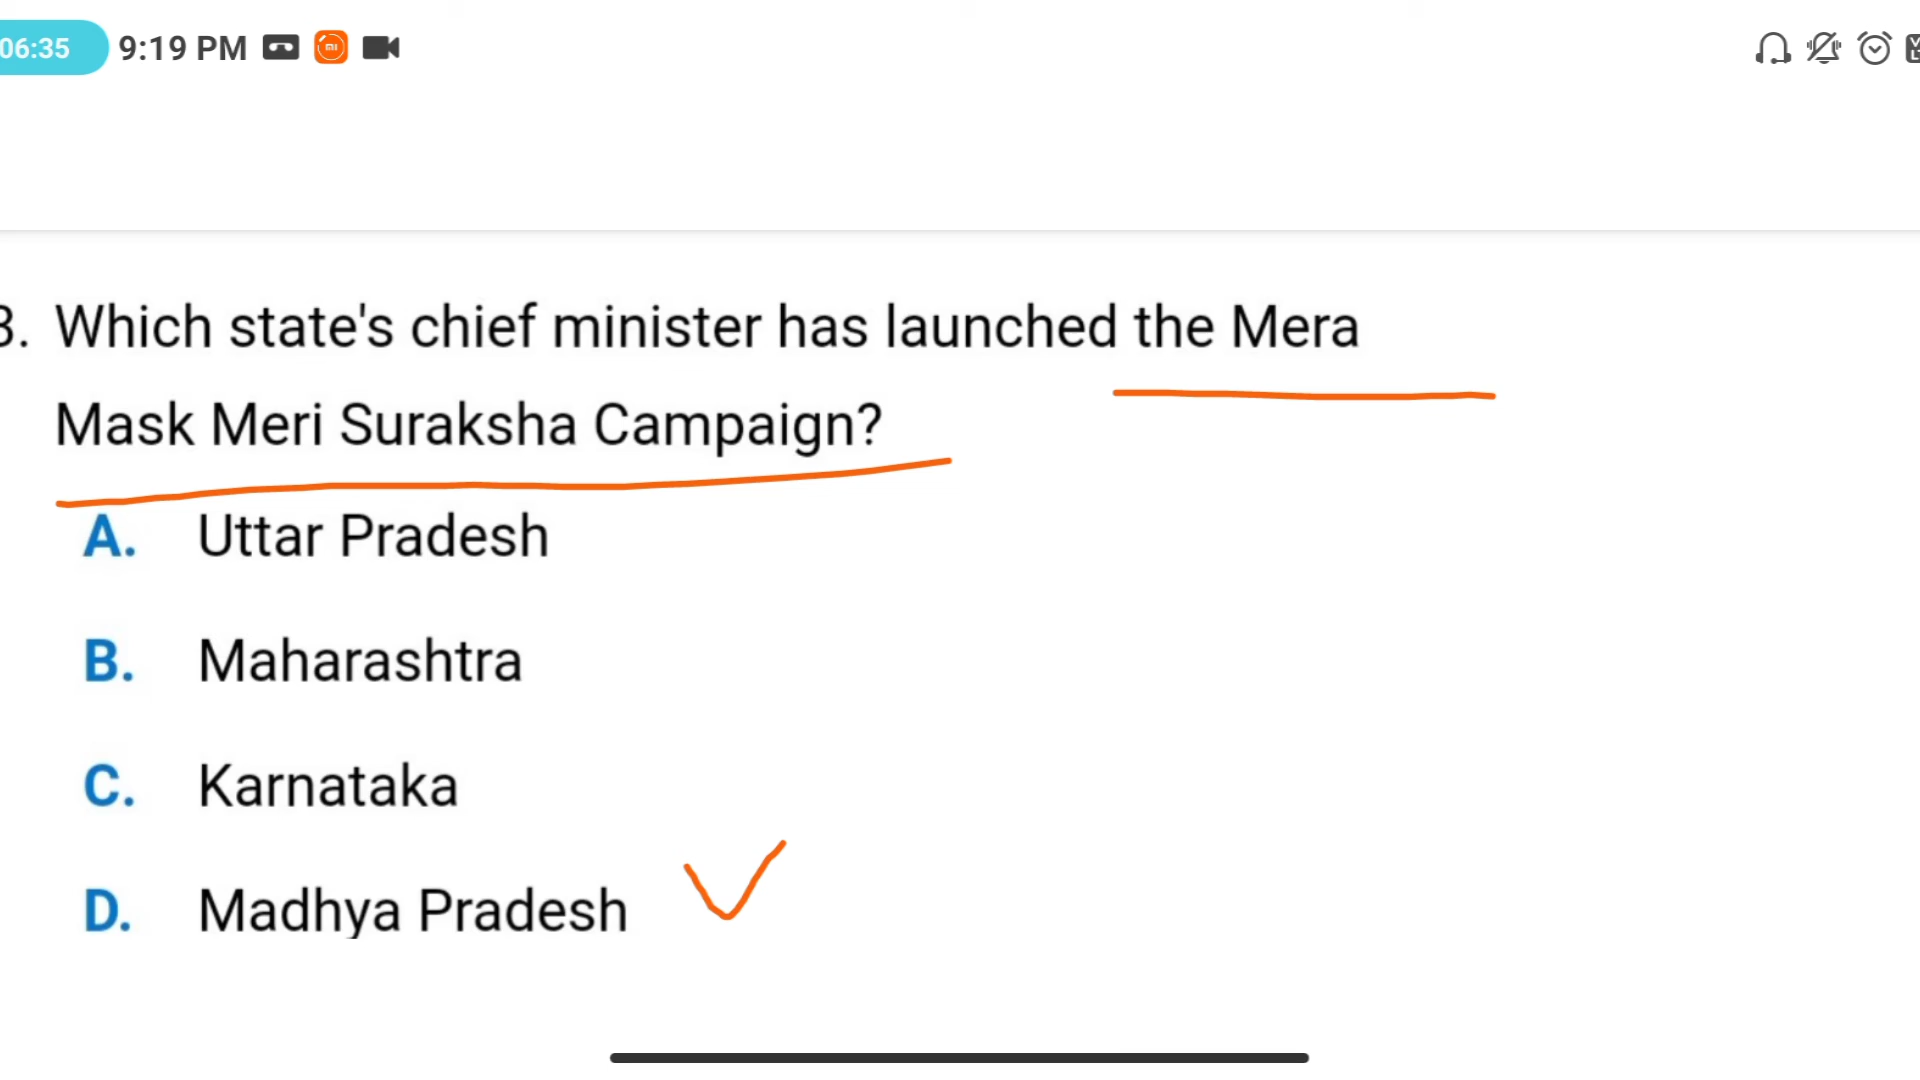 06:35 9:19 PM
3. Which state's chief minister has launched the Mera
Mask Meri Suraksha Campaign?
A. Uttar Pradesh
B. Maharashtra
C. Karnataka
D. Madhya Pradesh